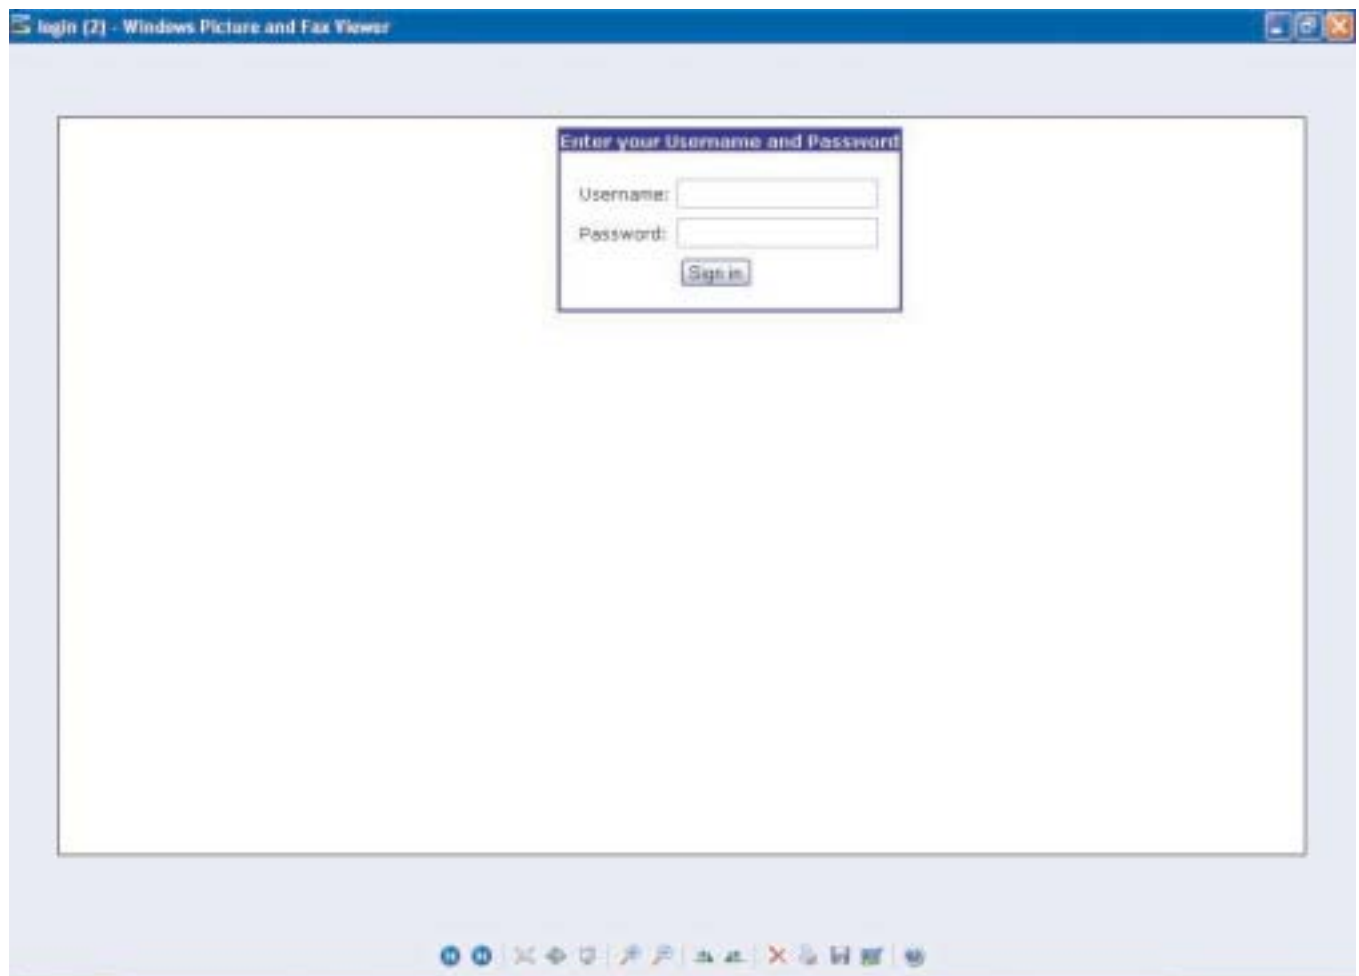 login (2) - Windows Picture and Fax Viewer
Enter your Username and Password
Username:
Password:
Sign in